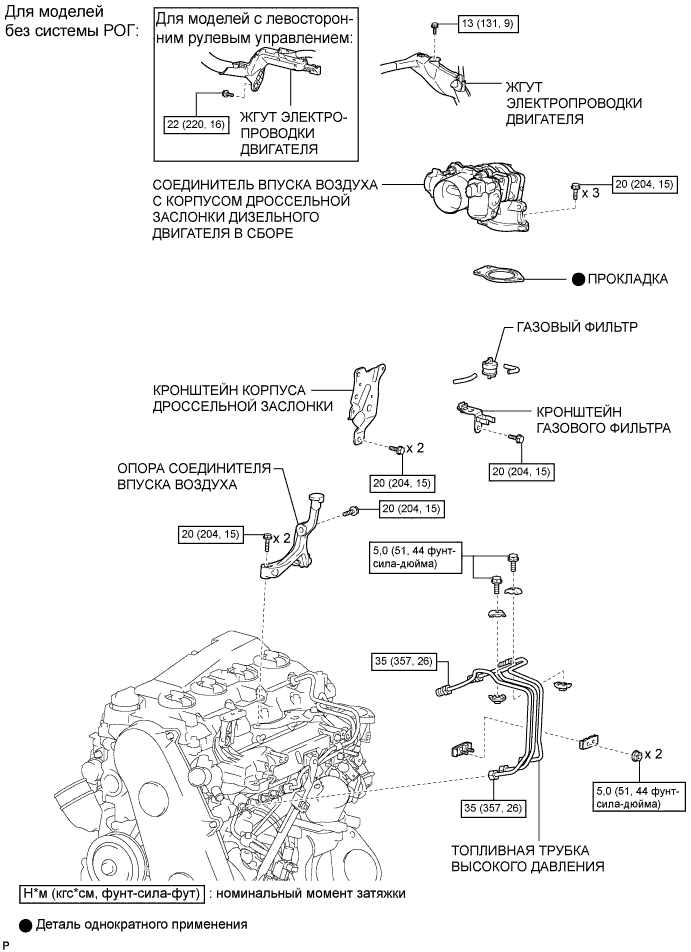 Для моделей
без системы РОГ:
Для моделей с левосторон-
ним рулевым управлением:
22 (220, 16)
ЖГУТ ЭЛЕКТРО-
ПРОВОДКИ
ДВИГАТЕЛЯ
13 (131, 9)
ЖГУТ
ЭЛЕКТРОПРОВОДКИ
ДВИГАТЕЛЯ
СОЕДИНИТЕЛЬ ВПУСКА ВОЗДУХА
С КОРПУСОМ ДРОССЕЛЬНОЙ
ЗАСЛОНКИ ДИЗЕЛЬНОГО
ДВИГАТЕЛЯ В СБОРЕ
20 (204, 15)
x 3
ПРОКЛАДКА
ГАЗОВЫЙ ФИЛЬТР
КРОНШТЕЙН КОРПУСА
ДРОССЕЛЬНОЙ ЗАСЛОНКИ
КРОНШТЕЙН
ГАЗОВОГО ФИЛЬТРА
x 2
20 (204, 15)
20 (204, 15)
ОПОРА СОЕДИНИТЕЛЯ
ВПУСКА ВОЗДУХА
20 (204, 15)
20 (204, 15)
x 2
5,0 (51, 44 фунт-
сила-дюйма)
35 (357, 26)
x 2
5,0 (51, 44 фунт-
сила-дюйма)
35 (357, 26)
ТОПЛИВНАЯ ТРУБКА
ВЫСОКОГО ДАВЛЕНИЯ
Н*м (кгс*см, фунт-сила-фут) : номинальный момент затяжки
Деталь однократного применения
P